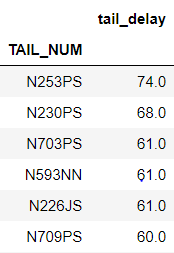 tail_delay
TAIL_NUM
N253PS 74.0
N230PS 68.0
N703PS 61.0
N593NN 61.0
N226JS 61.0
N709PS 60.0